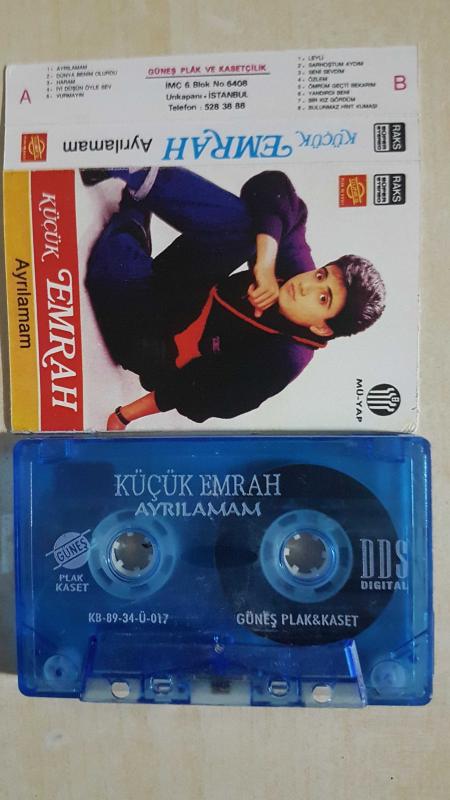 A
1- AYRILAMAM
2- DÜNYA BENİM OLURDU
3- HARAM
4- İYİ DÜŞÜN ÖYLE SEV
5- VURMAYIN
GÜNEŞ PLÂK VE KASETÇİLİK
İMÇ 6. Blok No 6408
Unkapanı - İSTANBUL
Telefon : 528 38 88
B
1- LEYLİ
2- SARHOŞTUM AYDIM
3- SENİ SEVDİM
4- ÖZLEM
5- ÖMRÜM GEÇTİ BEKARIM
6- YANDIRDI BENİ
7- BİR KIZ GÖRDÜM
8- BULUNMAZ HİNT KUMAŞI
KÜÇÜK EMRAH Ayrılamam
RAKS
KÜÇÜK EMRAH
Ayrılamam
RAKS
MÜ-YAP
KÜÇÜK EMRAH
AYRILAMAM
GÜNEŞ
PLAK
KASET
DDS
DIGITAL
KB-89-34-Ü-017
GÜNEŞ PLAK&KASET